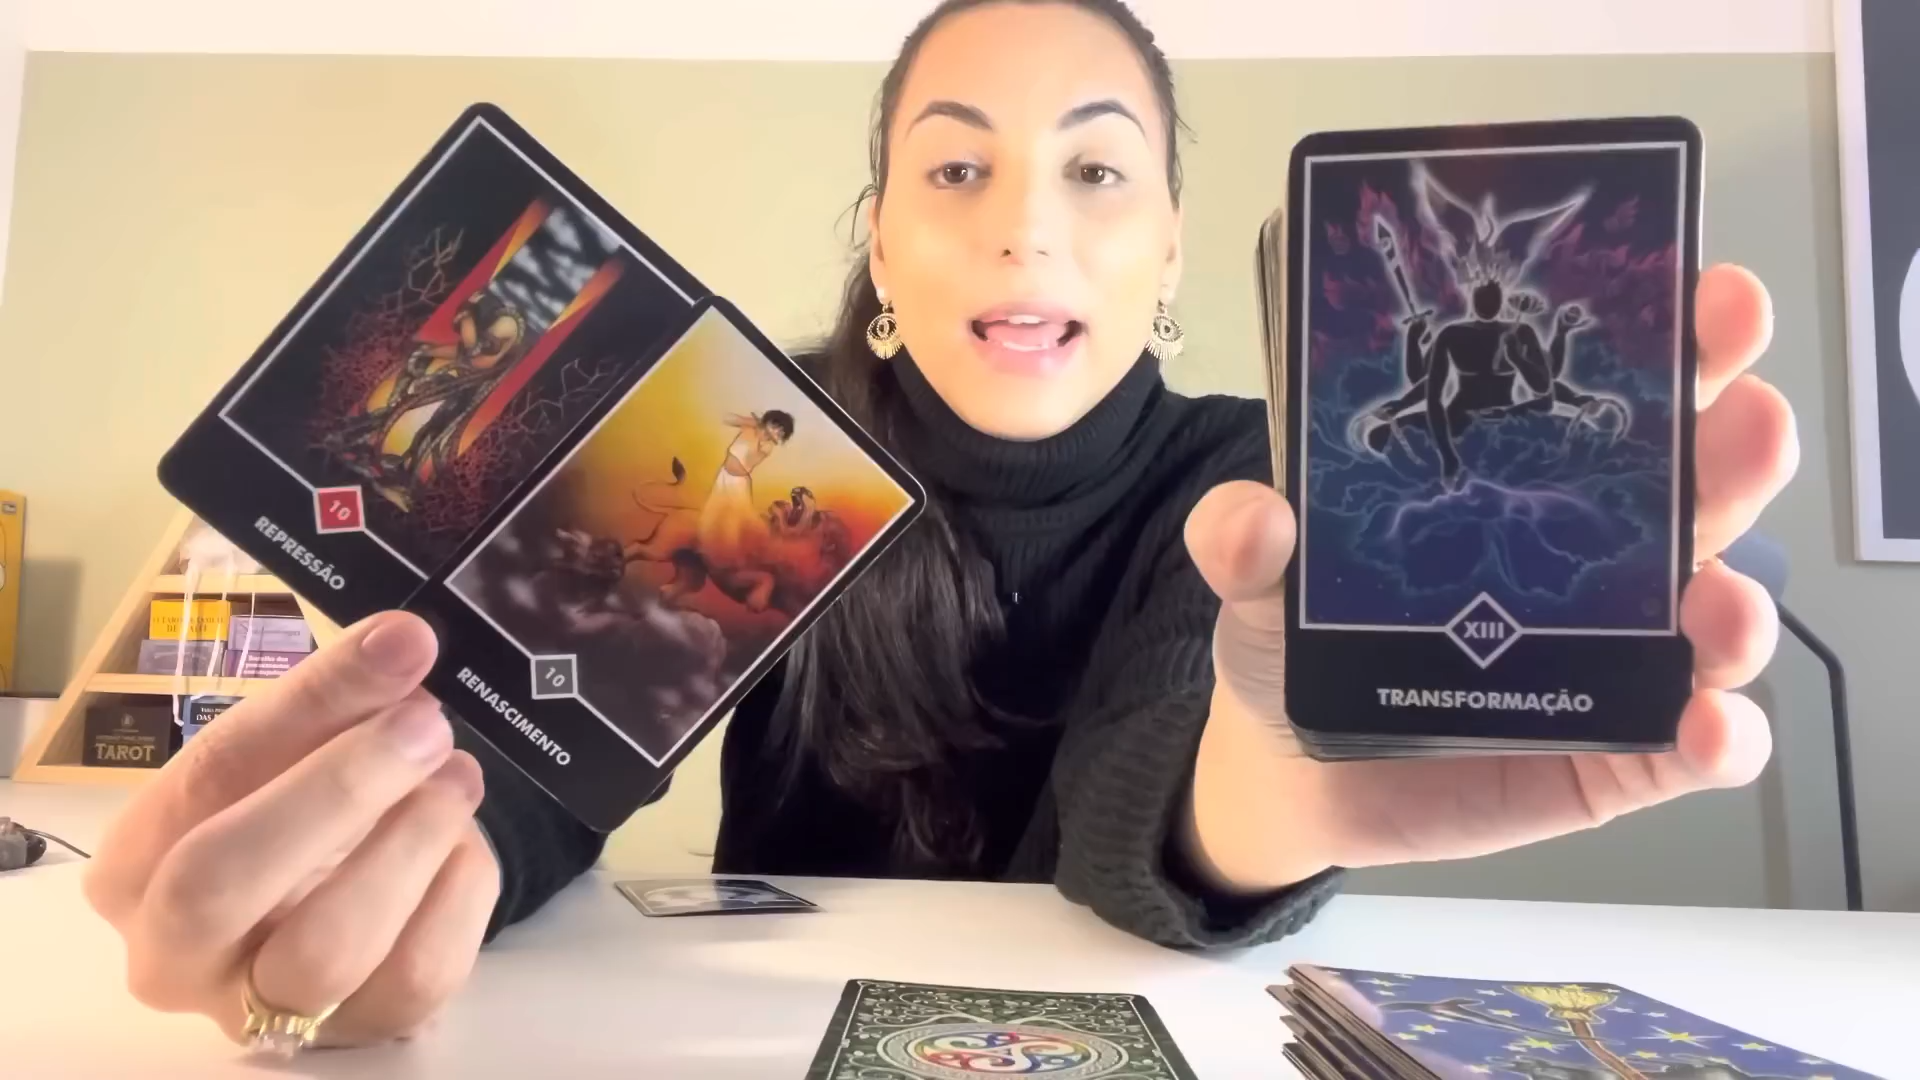 10
REPRESSÃO
10
RENASCIMENTO
XIII
TRANSFORMAÇÃO
TAROT